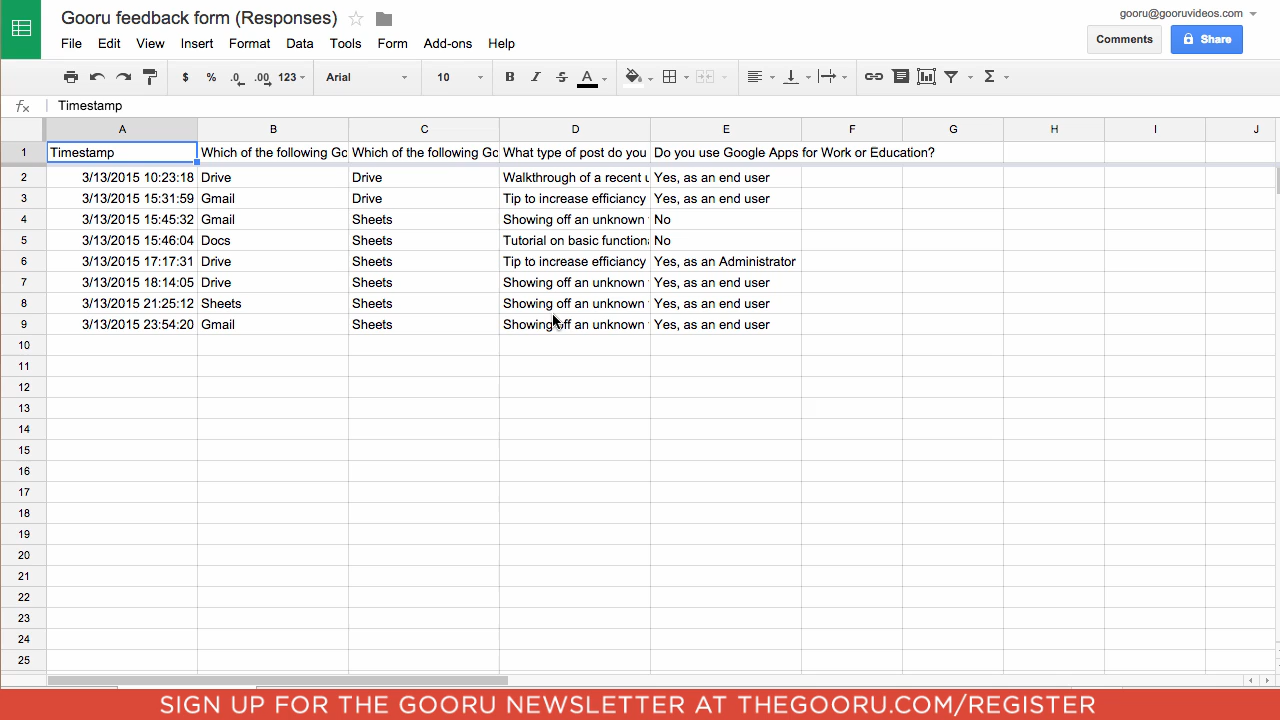 Gooru feedback form (Responses)
gooru@gooruvideos.com
File Edit View Insert Format Data Tools Form Add-ons Help
Comments Share
$ % .0 .00 123 Arial 10 B I S A Σ
fx Timestamp
A B C D E F G H I J
1 Timestamp Which of the following Go Which of the following Go What type of post do you Do you use Google Apps for Work or Education?
2 3/13/2015 10:23:18 Drive Drive Walkthrough of a recent u Yes, as an end user
3 3/13/2015 15:31:59 Gmail Drive Tip to increase efficiancy Yes, as an end user
4 3/13/2015 15:45:32 Gmail Sheets Showing off an unknown No
5 3/13/2015 15:46:04 Docs Sheets Tutorial on basic functiona No
6 3/13/2015 17:17:31 Drive Sheets Tip to increase efficiancy Yes, as an Administrator
7 3/13/2015 18:14:05 Drive Sheets Showing off an unknown Yes, as an end user
8 3/13/2015 21:25:12 Sheets Sheets Showing off an unknown Yes, as an end user
9 3/13/2015 23:54:20 Gmail Sheets Showing off an unknown Yes, as an end user
10
11
12
13
14
15
16
17
18
19
20
21
22
23
24
25
SIGN UP FOR THE GOORU NEWSLETTER AT THEGOORU.COM/REGISTER